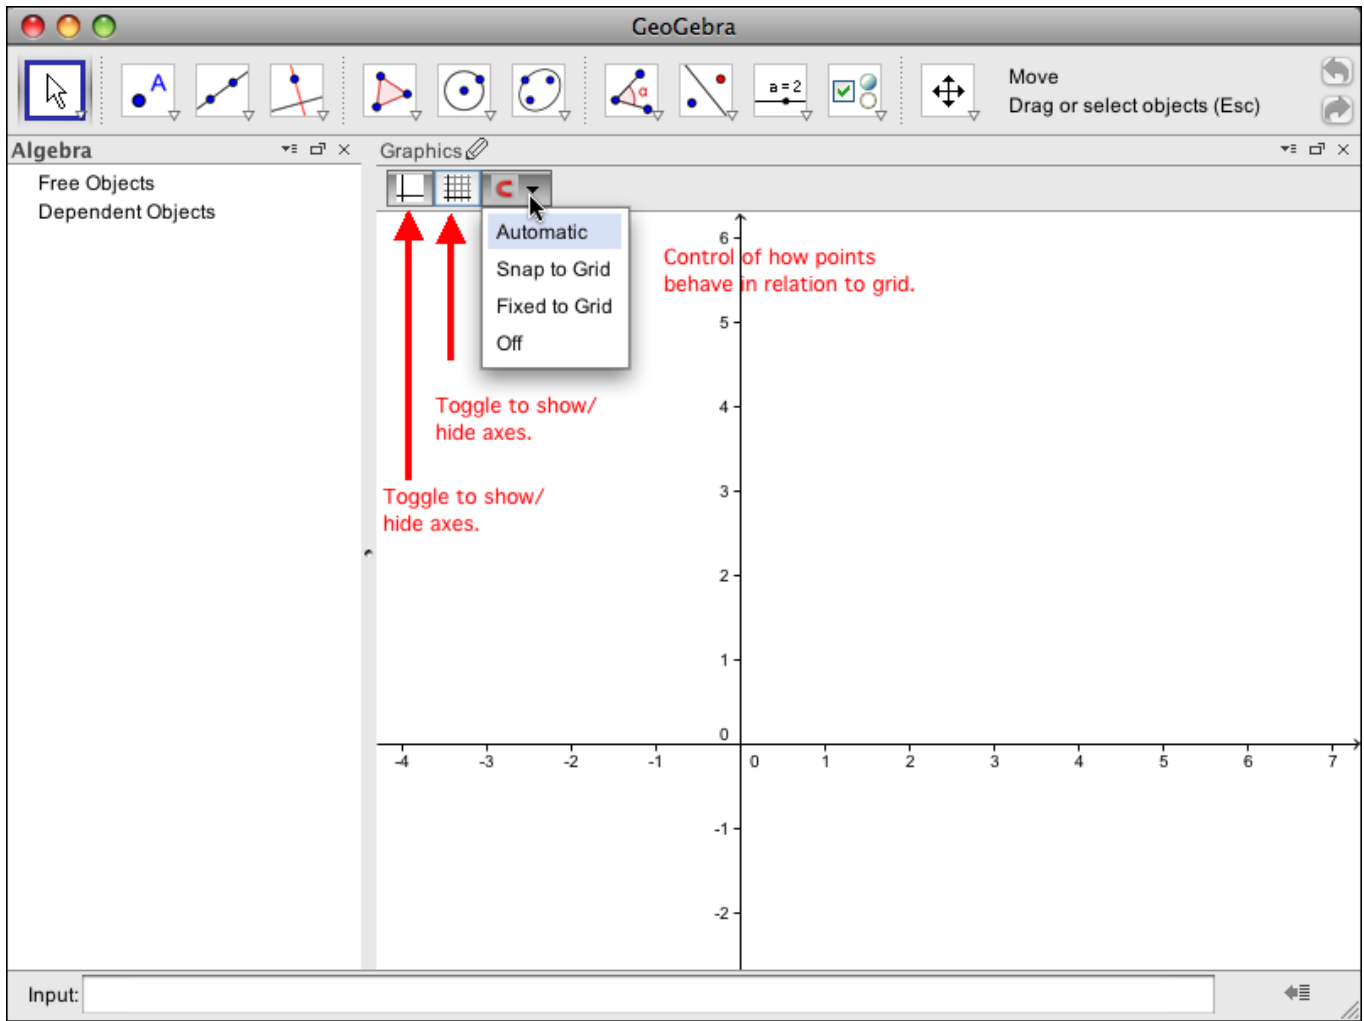 GeoGebra
A
α
a=2
Move
Drag or select objects (Esc)
Algebra
Graphics
Free Objects
Dependent Objects
Automatic
Snap to Grid
Fixed to Grid
Off
Control of how points
behave in relation to grid.
Toggle to show/
hide axes.
Toggle to show/
hide axes.
6
5
4
3
2
1
0
-4 -3 -2 -1 0 1 2 3 4 5 6 7
-1
-2
Input: